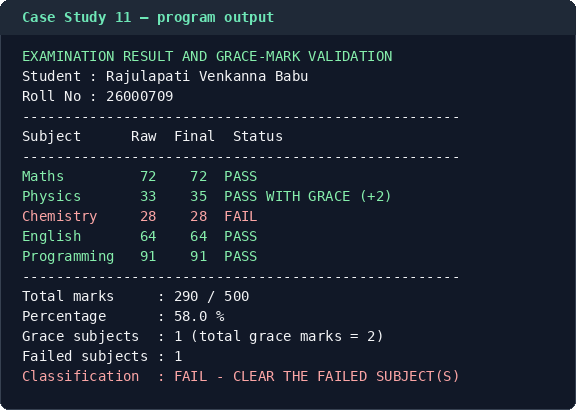 Case Study 11 — program output
EXAMINATION RESULT AND GRACE-MARK VALIDATION
Student : Rajulapati Venkanna Babu
Roll No : 26000709
----------------------------------------------------
Subject      Raw  Final  Status
----------------------------------------------------
Maths         72    72  PASS
Physics       33    35  PASS WITH GRACE (+2)
Chemistry     28    28  FAIL
English       64    64  PASS
Programming   91    91  PASS
----------------------------------------------------
Total marks     : 290 / 500
Percentage      : 58.0 %
Grace subjects  : 1 (total grace marks = 2)
Failed subjects : 1
Classification  : FAIL - CLEAR THE FAILED SUBJECT(S)